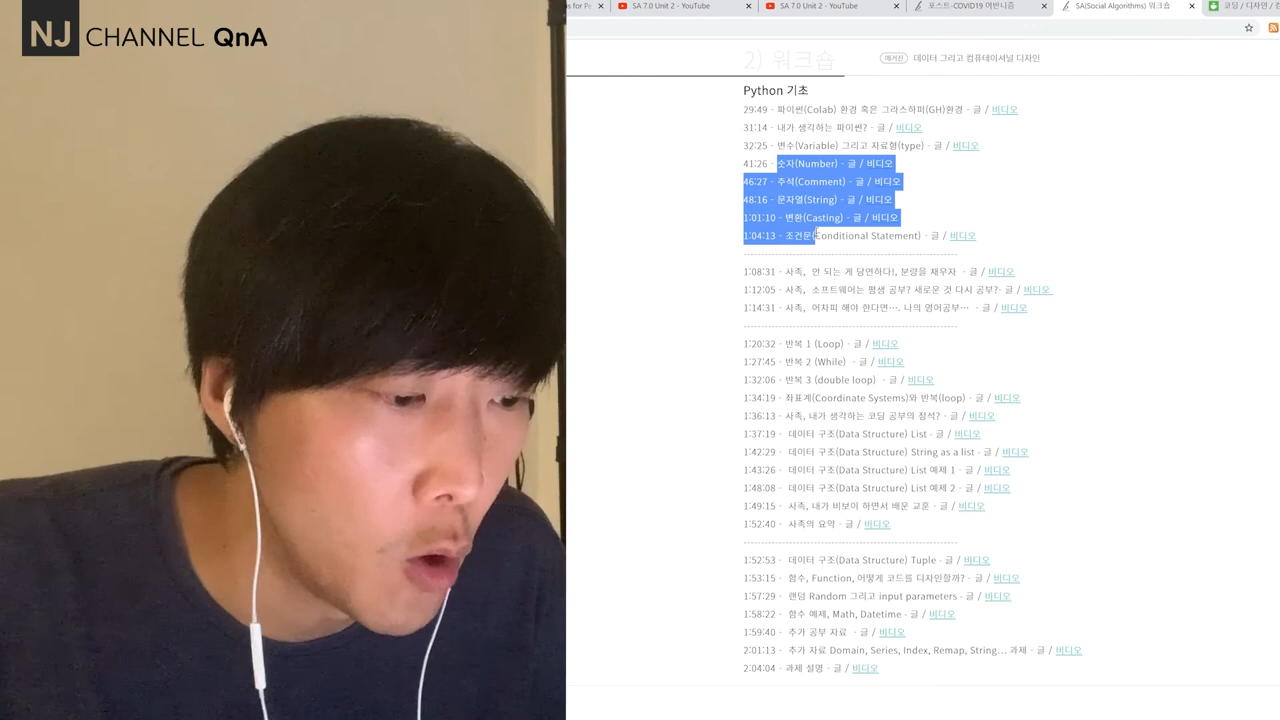 NJ CHANNEL QnA
s for Pe
SA 7.0 Unit 2 - YouTube
SA 7.0 Unit 2 - YouTube
포스트-COVID19 어반니즘
SA(Social Algorithms) 워크숍
코딩 / 디자인 / 컴
2) 워크숍
매거진 데이터 그리고 컴퓨테이셔널 디자인
Python 기초
29:49 - 파이썬(Colab) 환경 혹은 그라스하퍼(GH)환경 - 글 / 비디오
31:14 - 내가 생각하는 파이썬? - 글 / 비디오
32:25 - 변수(Variable) 그리고 자료형(type) - 글 / 비디오
41:26 - 숫자(Number) - 글 / 비디오
46:27 - 주석(Comment) - 글 / 비디오
48:16 - 문자열(String) - 글 / 비디오
1:01:10 - 변환(Casting) - 글 / 비디오
1:04:13 - 조건문(Conditional Statement) - 글 / 비디오
------------------------------------------------------------
1:08:31 - 사족, 안 되는 게 당연하다!, 분량을 채우자 - 글 / 비디오
1:12:05 - 사족, 소프트웨어는 평생 공부? 새로운 것 다시 공부?- 글 / 비디오
1:14:31 - 사족, 어차피 해야 한다면…. 나의 영어공부… - 글 / 비디오
------------------------------------------------------------
1:20:32 - 반복 1 (Loop) - 글 / 비디오
1:27:45 - 반복 2 (While) - 글 / 비디오
1:32:06 - 반복 3 (double loop) - 글 / 비디오
1:34:19 - 좌표계(Coordinate Systems)와 반복(loop) - 글 / 비디오
1:36:13 - 사족, 내가 생각하는 코딩 공부의 정석? - 글 / 비디오
1:37:19 - 데이터 구조(Data Structure) List - 글 / 비디오
1:42:29 - 데이터 구조(Data Structure) String as a list - 글 / 비디오
1:43:26 - 데이터 구조(Data Structure) List 예제 1 - 글 / 비디오
1:48:08 - 데이터 구조(Data Structure) List 예제 2 - 글 / 비디오
1:49:15 - 사족, 내가 비보이 하면서 배운 교훈 - 글 / 비디오
1:52:40 - 사족의 요약 - 글 / 비디오
------------------------------------------------------------
1:52:53 - 데이터 구조(Data Structure) Tuple - 글 / 비디오
1:53:15 - 함수, Function, 어떻게 코드를 디자인할까? - 글 / 비디오
1:57:29 - 랜덤 Random 그리고 input parameters - 글 / 비디오
1:58:22 - 함수 예제, Math, Datetime - 글 / 비디오
1:59:40 - 추가 공부 자료 - 글 / 비디오
2:01:13 - 추가 자료 Domain, Series, Index, Remap, String... 과제 - 글 / 비디오
2:04:04 - 과제 설명 - 글 / 비디오